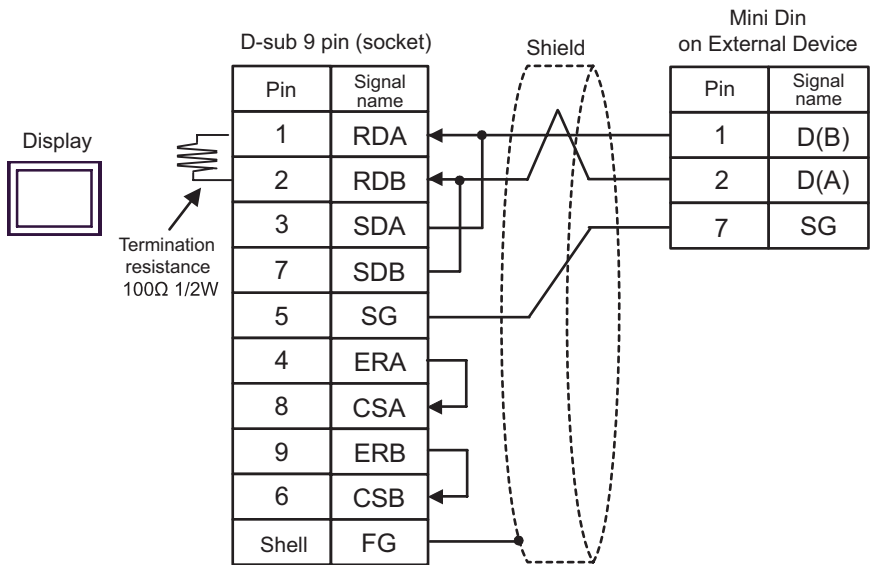 Mini Din
on External Device
D-sub 9 pin (socket)
Shield
Pin Signal name
Pin Signal name
Display
1 RDA
1 D(B)
2 RDB
2 D(A)
3 SDA
7 SG
Termination
resistance
100Ω 1/2W
7 SDB
5 SG
4 ERA
8 CSA
9 ERB
6 CSB
Shell FG